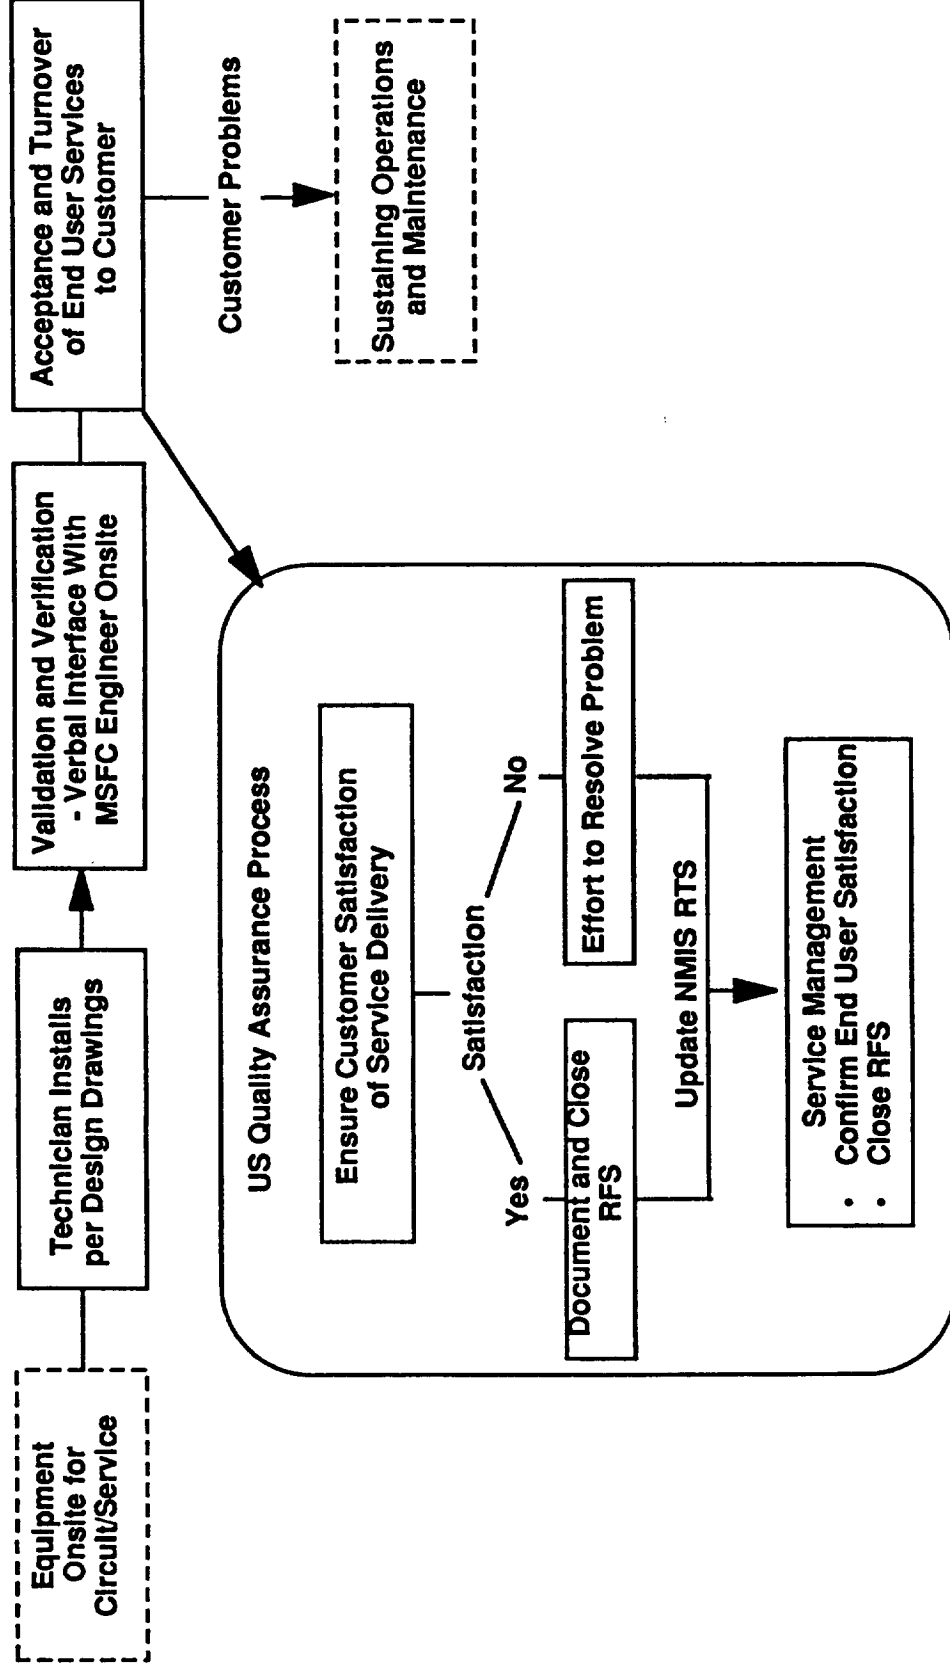 Equipment
Onsite for
Circuit/Service
Technician Installs
per Design Drawings
Validation and Verification
- Verbal Interface With
MSFC Engineer Onsite
Acceptance and Turnover
of End User Services
to Customer
Customer Problems
Sustaining Operations
and Maintenance
US Quality Assurance Process
Ensure Customer Satisfaction
of Service Delivery
Satisfaction
Yes
No
Document and Close
RFS
Effort to Resolve Problem
Update NMIS RTS
Service Management
• Confirm End User Satisfaction
• Close RFS